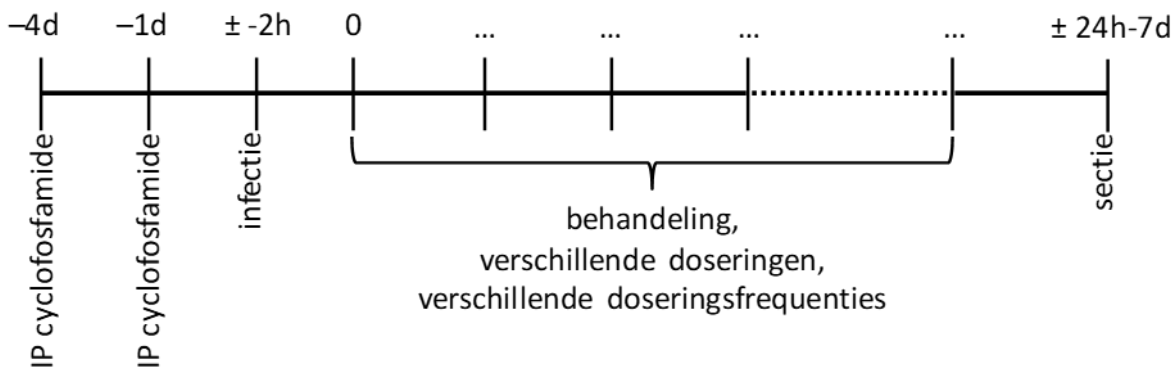 –4d
–1d
± -2h
0
...
...
...
...
± 24h-7d
IP cyclofosfamide
IP cyclofosfamide
infectie
sectie
behandeling,
verschillende doseringen,
verschillende doseringsfrequenties